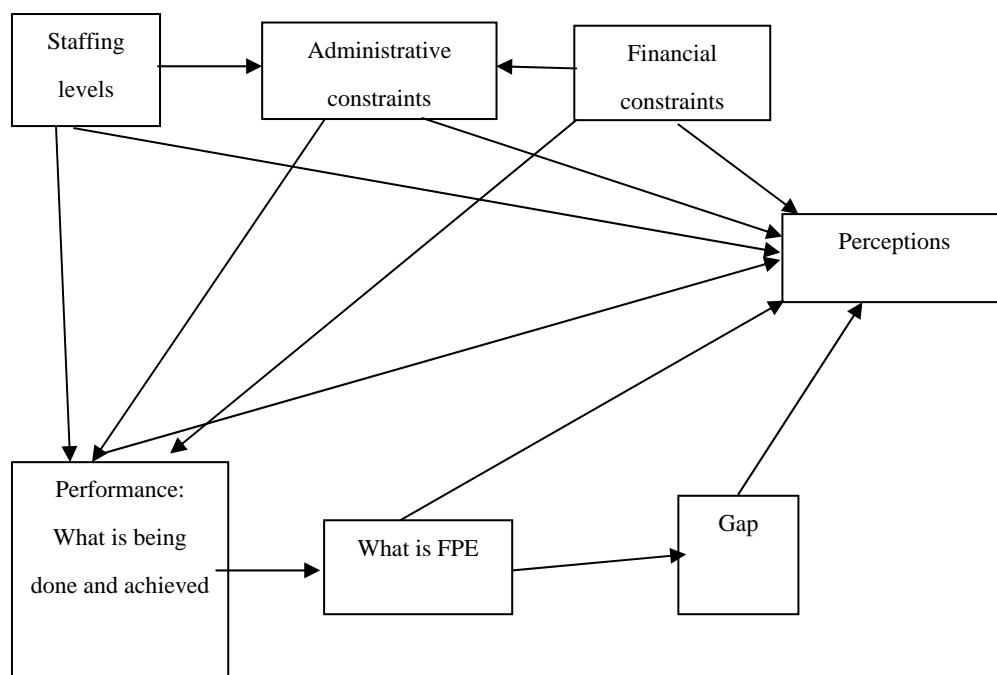 Staffing
levels
Administrative
constraints
Financial
constraints
Perceptions
Performance:
What is being
done and achieved
What is FPE
Gap